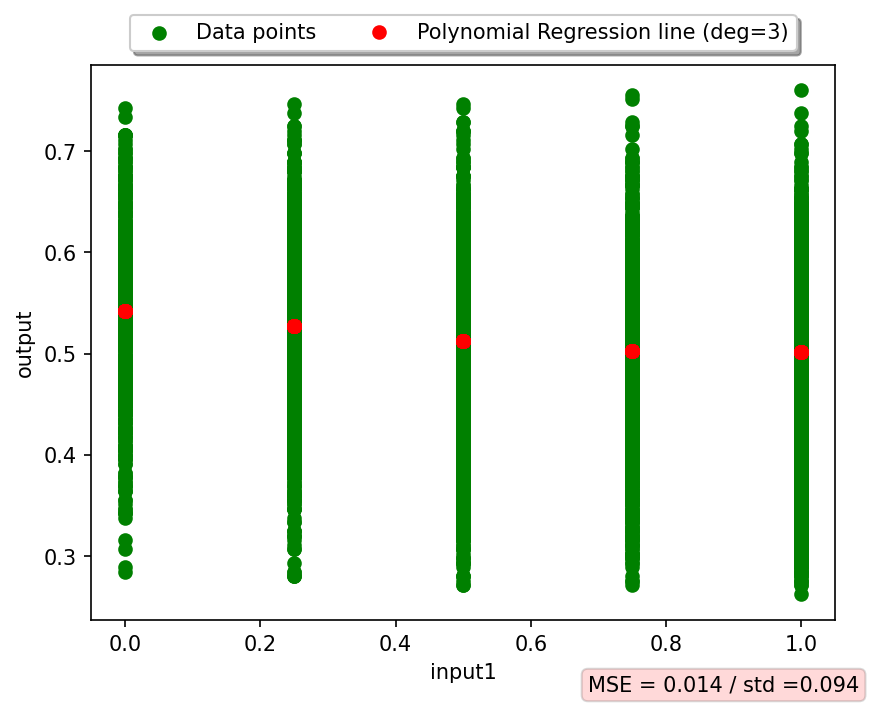 Data points
Polynomial Regression line (deg=3)
output
0.7
0.6
0.5
0.4
0.3
0.0
0.2
0.4
0.6
0.8
1.0
input1
MSE = 0.014 / std =0.094